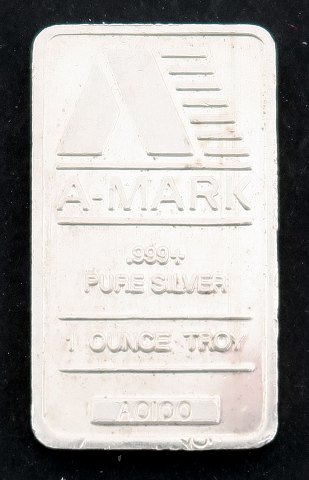 A-MARK
.999+
PURE SILVER
1 OUNCE TROY
A0100